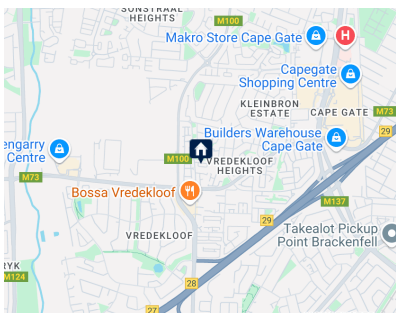 SONSTRAAL
HEIGHTS
M100
Makro Store Cape Gate
H
Capegate
Shopping Centre
KLEINBRON
ESTATE
CAPE GATE
M73
29
Builders Warehouse
Cape Gate
engarry
Centre
M100
VREDEKLOOF
HEIGHTS
M73
Bossa Vredekloof
M137
29
Takealot Pickup
Point Brackenfell
VREDEKLOOF
RYK
M124
28
27